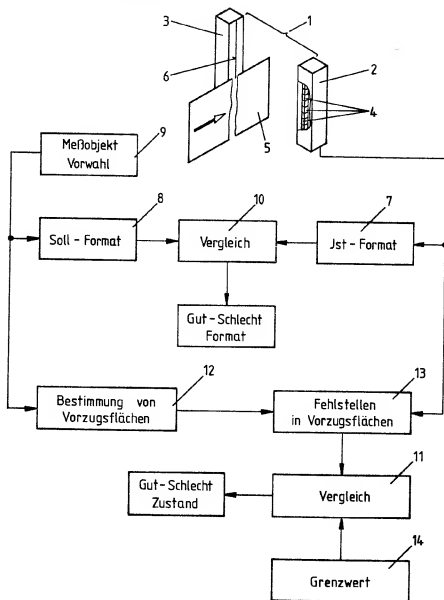 3
1
2
6
4
5
9
Meßobjekt
Vorwahl
8
10
7
Soll - Format
Vergleich
Jst - Format
Gut - Schlecht
Format
12
13
Bestimmung von
Vorzugsflächen
Fehlstellen
in Vorzugsflächen
11
Gut - Schlecht
Zustand
Vergleich
14
Grenzwert